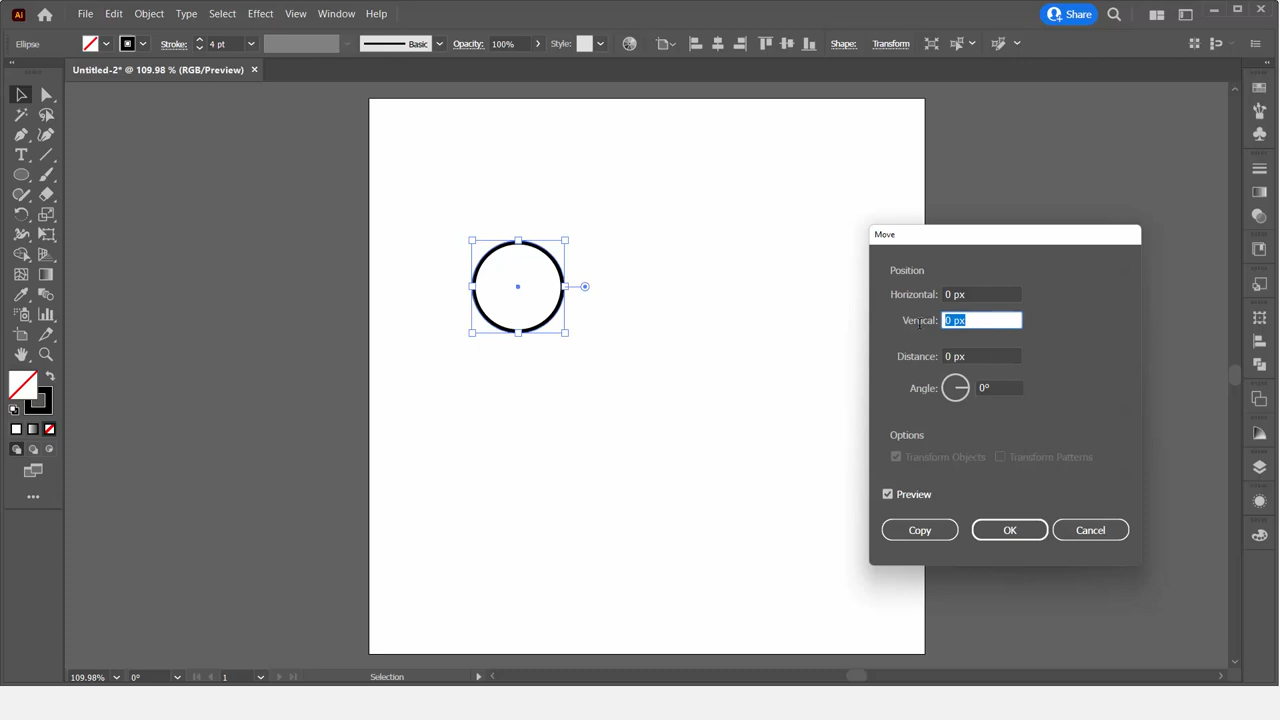 Ai File Edit Object Type Select Effect View Window Help Share
Ellipse Stroke: 4 pt Basic Opacity: 100% Style: Shape: Transform
Untitled-2* @ 109.98 % (RGB/Preview)
Move
Position
Horizontal: 0 px
Vertical: 0 px
Distance: 0 px
Angle: 0°
Options
Transform Objects Transform Patterns
Preview
Copy OK Cancel
109.98% 0° 1 Selection